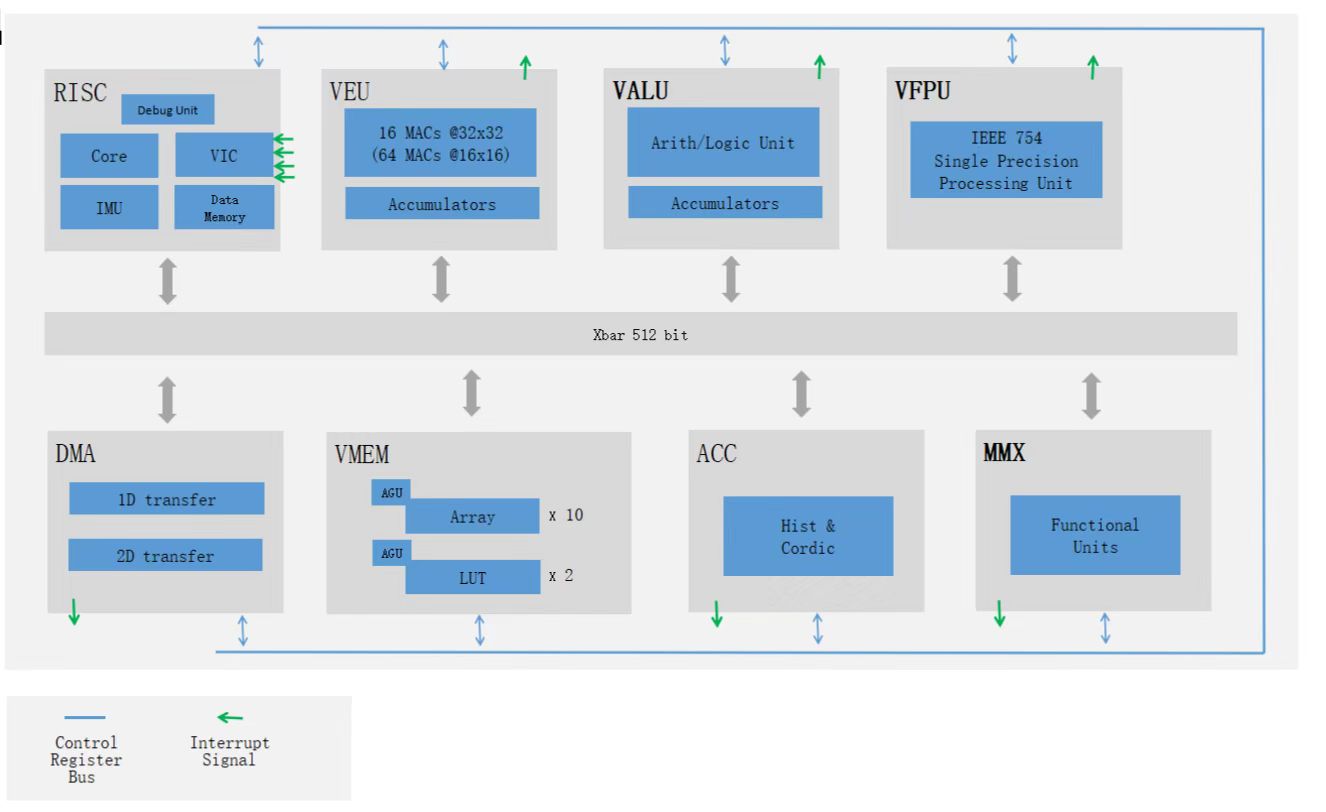 RISC
Debug Unit
Core
VIC
IMU
Data
Memory
VEU
16 MACs @32x32
(64 MACs @16x16)
Accumulators
VALU
Arith/Logic Unit
Accumulators
VFPU
IEEE 754
Single Precision
Processing Unit
Xbar 512 bit
DMA
1D transfer
2D transfer
VMEM
AGU
Array
x 10
AGU
LUT
x 2
ACC
Hist &
Cordic
MMX
Functional
Units
Control
Register
Bus
Interrupt
Signal